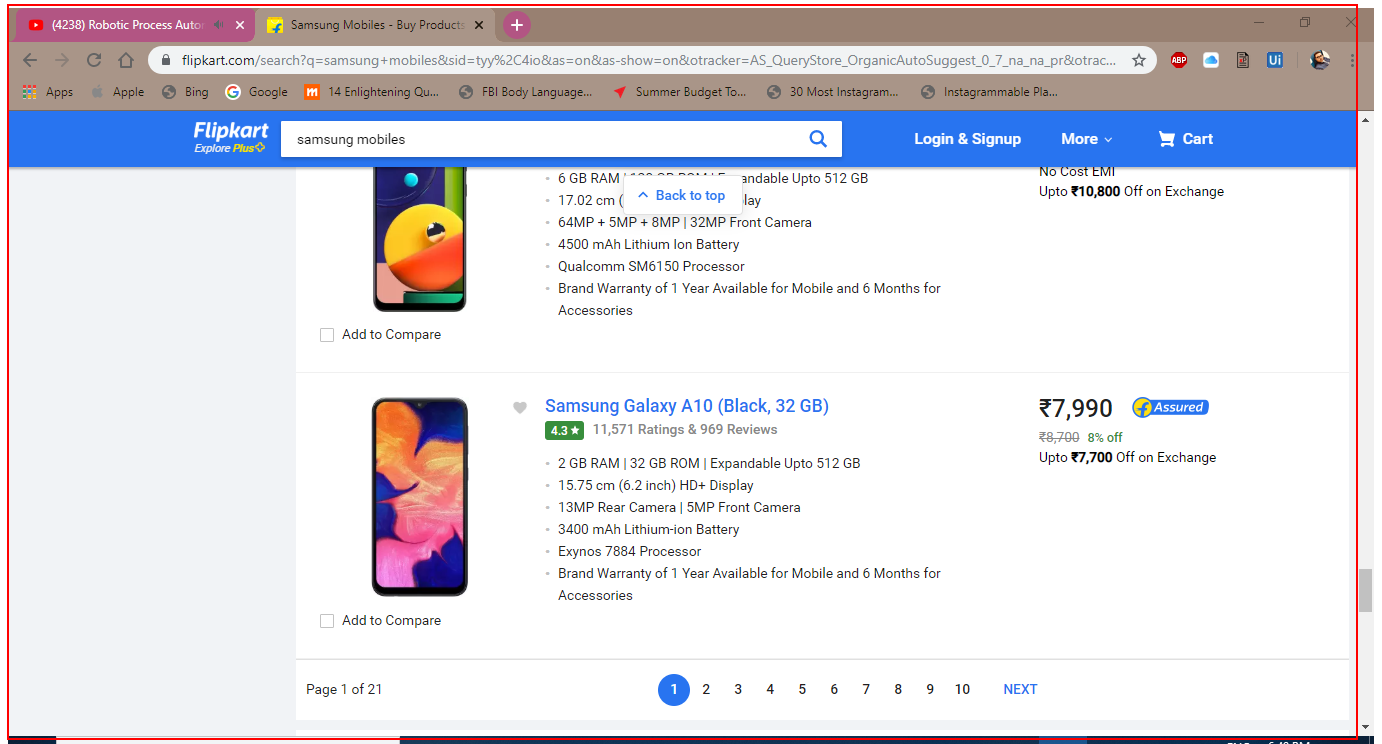 (4238) Robotic Process Autor
Samsung Mobiles - Buy Products
flipkart.com/search?q=samsung+mobiles&sid=tyy%2C4io&as=on&as-show=on&otracker=AS_QueryStore_OrganicAutoSuggest_0_7_na_na_pr&otrac...
ABP
Ui
Apps Apple Bing Google 14 Enlightening Qu... FBI Body Language... Summer Budget To... 30 Most Instagram... Instagrammable Pla...
Flipkart
Explore Plus
samsung mobiles
Login & Signup More Cart
No Cost EMI
6 GB RAM | Expandable Upto 512 GB
Upto ₹10,800 Off on Exchange
Back to top
17.02 cm
64MP + 5MP + 8MP | 32MP Front Camera
4500 mAh Lithium Ion Battery
Qualcomm SM6150 Processor
Brand Warranty of 1 Year Available for Mobile and 6 Months for
Accessories
Add to Compare
Samsung Galaxy A10 (Black, 32 GB)
₹7,990 Assured
4.3 ★ 11,571 Ratings & 969 Reviews
₹8,700 8% off
Upto ₹7,700 Off on Exchange
2 GB RAM | 32 GB ROM | Expandable Upto 512 GB
15.75 cm (6.2 inch) HD+ Display
13MP Rear Camera | 5MP Front Camera
3400 mAh Lithium-ion Battery
Exynos 7884 Processor
Brand Warranty of 1 Year Available for Mobile and 6 Months for
Accessories
Add to Compare
Page 1 of 21
1 2 3 4 5 6 7 8 9 10 NEXT